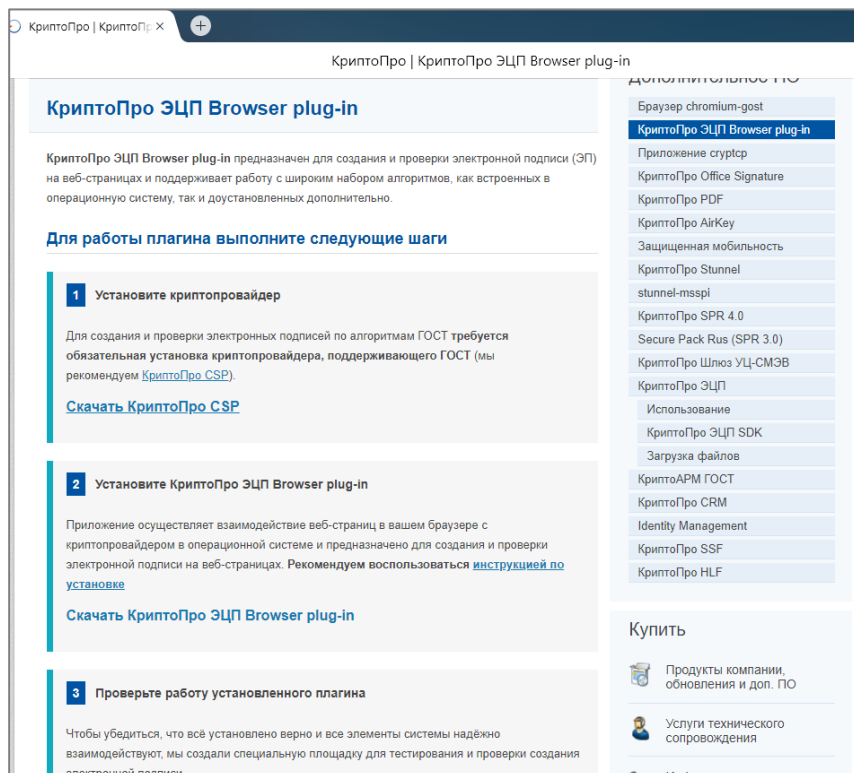 КриптоПро | КриптоПр
КриптоПро | КриптоПро ЭЦП Browser plug-in
КриптоПро ЭЦП Browser plug-in
КриптоПро ЭЦП Browser plug-in предназначен для создания и проверки электронной подписи (ЭП)
на веб-страницах и поддерживает работу с широким набором алгоритмов, как встроенных в
операционную систему, так и доустановленных дополнительно.
Для работы плагина выполните следующие шаги
1 Установите криптопровайдер
Для создания и проверки электронных подписей по алгоритмам ГОСТ требуется
обязательная установка криптопровайдера, поддерживающего ГОСТ (мы
рекомендуем КриптоПро CSP).
Скачать КриптоПро CSP
2 Установите КриптоПро ЭЦП Browser plug-in
Приложение осуществляет взаимодействие веб-страниц в вашем браузере с
криптопровайдером в операционной системе и предназначено для создания и проверки
электронной подписи на веб-страницах. Рекомендуем воспользоваться инструкцией по
установке
Скачать КриптоПро ЭЦП Browser plug-in
3 Проверьте работу установленного плагина
Чтобы убедиться, что всё установлено верно и все элементы системы надёжно
взаимодействуют, мы создали специальную площадку для тестирования и проверки создания
электронной подписи
Дополнительное ПО
Браузер chromium-gost
КриптоПро ЭЦП Browser plug-in
Приложение cryptcp
КриптоПро Office Signature
КриптоПро PDF
КриптоПро AirKey
Защищенная мобильность
КриптоПро Stunnel
stunnel-msspi
КриптоПро SPR 4.0
Secure Pack Rus (SPR 3.0)
КриптоПро Шлюз УЦ-СМЭВ
КриптоПро ЭЦП
Использование
КриптоПро ЭЦП SDK
Загрузка файлов
КриптоАРМ ГОСТ
КриптоПро CRM
Identity Management
КриптоПро SSF
КриптоПро HLF
Купить
Продукты компании,
обновления и доп. ПО
Услуги технического
сопровождения